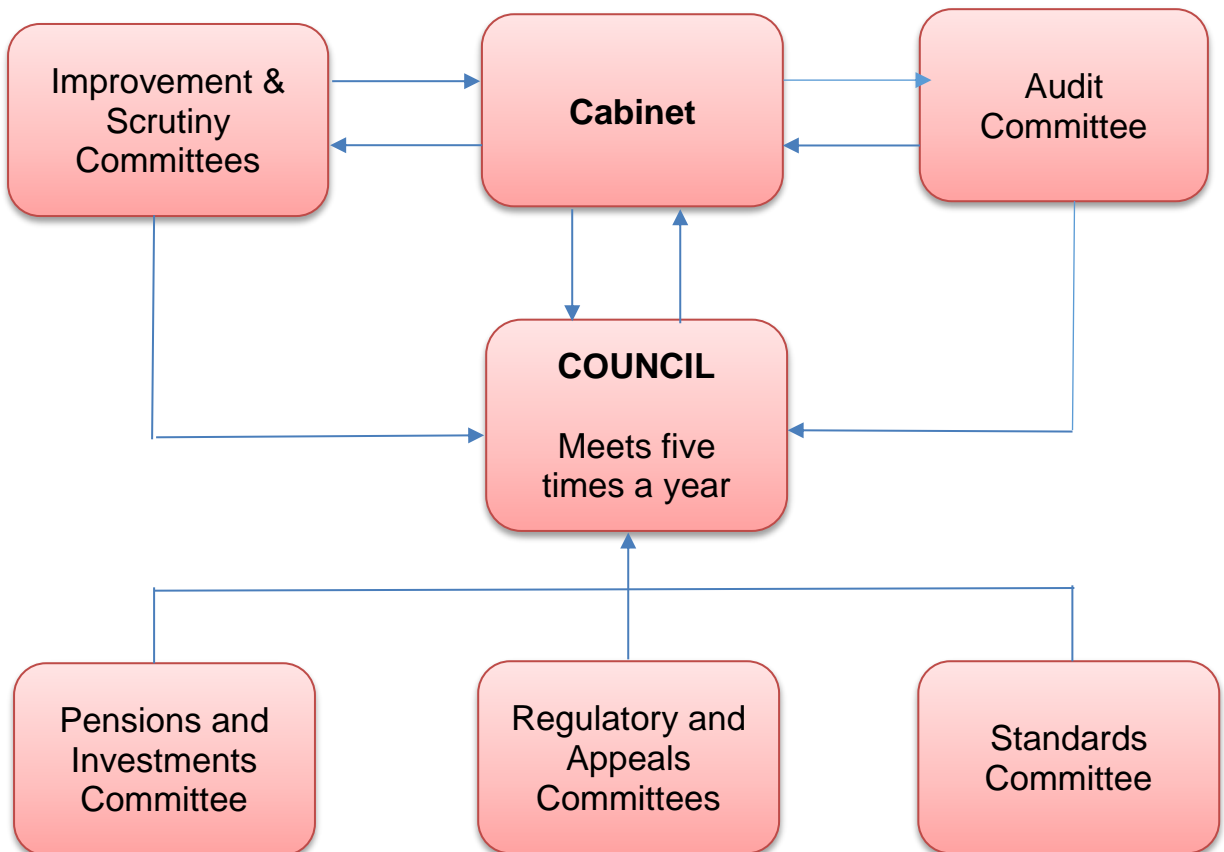 Improvement &
Scrutiny
Committees
Cabinet
Audit
Committee
COUNCIL
Meets five
times a year
Pensions and
Investments
Committee
Regulatory and
Appeals
Committees
Standards
Committee